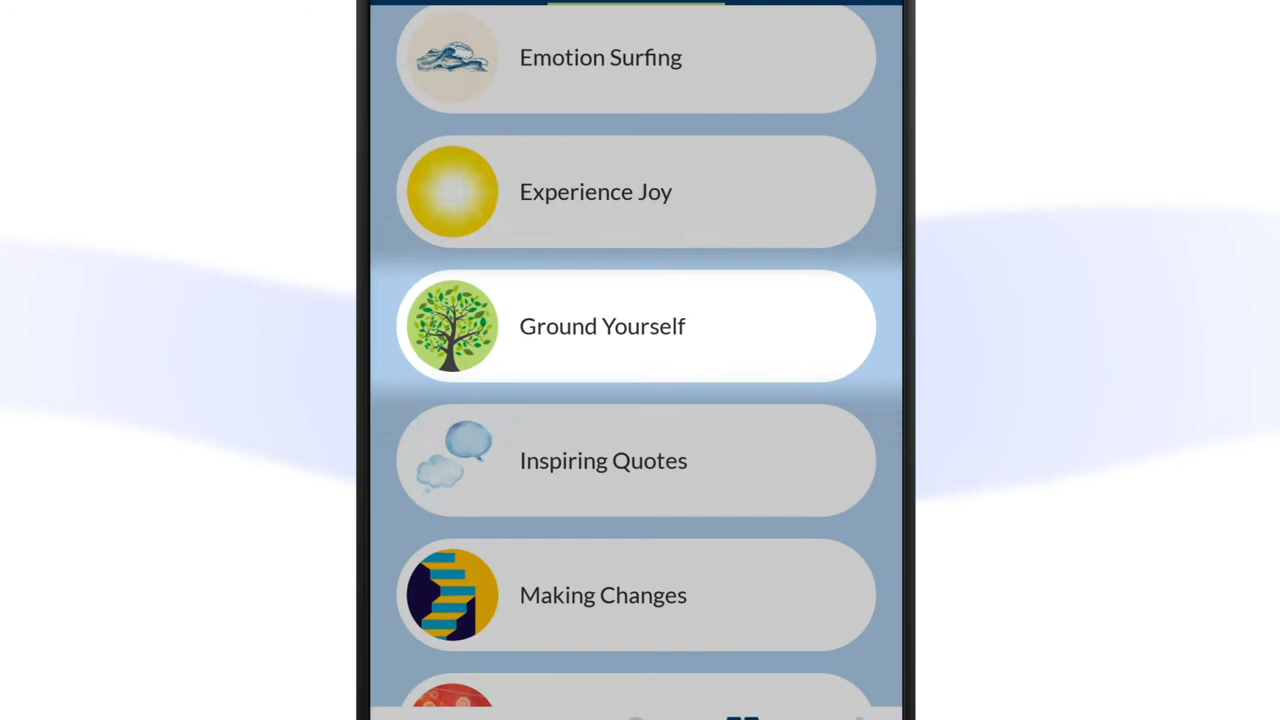 Emotion Surfing
Experience Joy
Ground Yourself
Inspiring Quotes
Making Changes